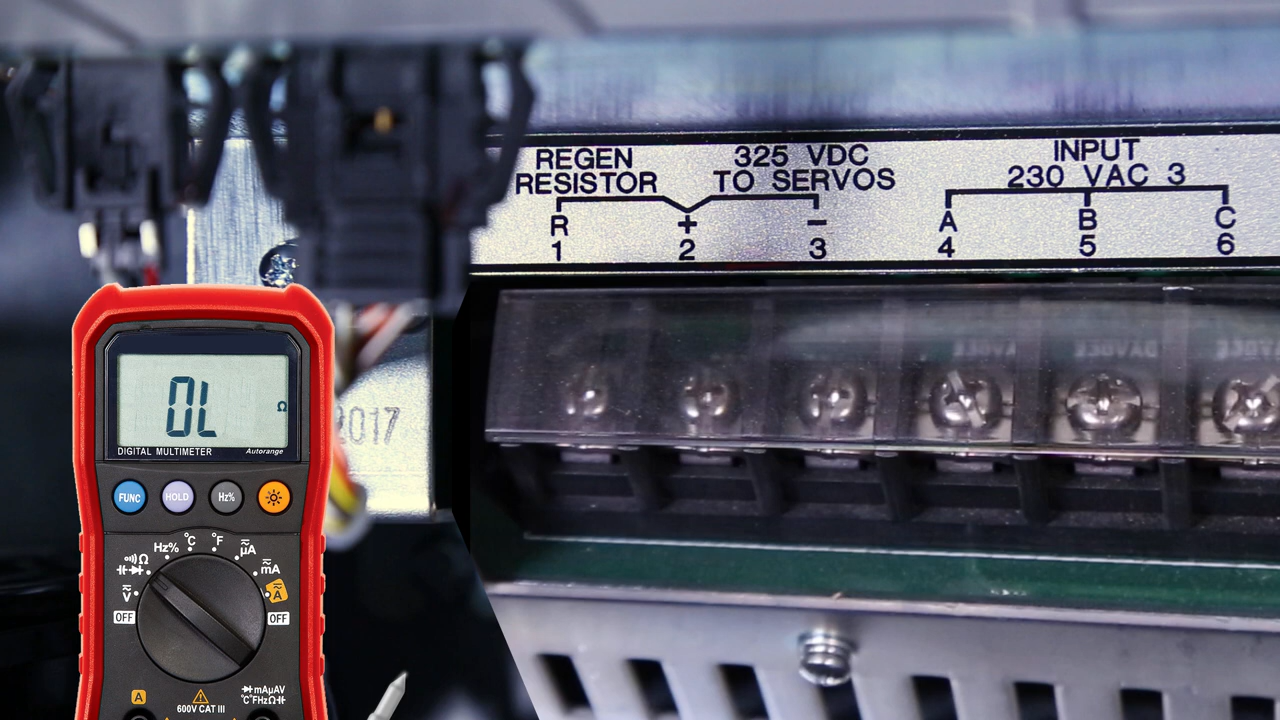 REGEN
RESISTOR
325 VDC
TO SERVOS
INPUT
230 VAC 3
R
+
–
A
B
C
1
2
3
4
5
6
2017
OL
Ω
DIGITAL MULTIMETER
Autorange
FUNC
HOLD
Hz%
Hz%
°C
°F
µA
mA
A
Ω
V
OFF
OFF
A
mAµAV
°C°FHzΩ
600V CAT III